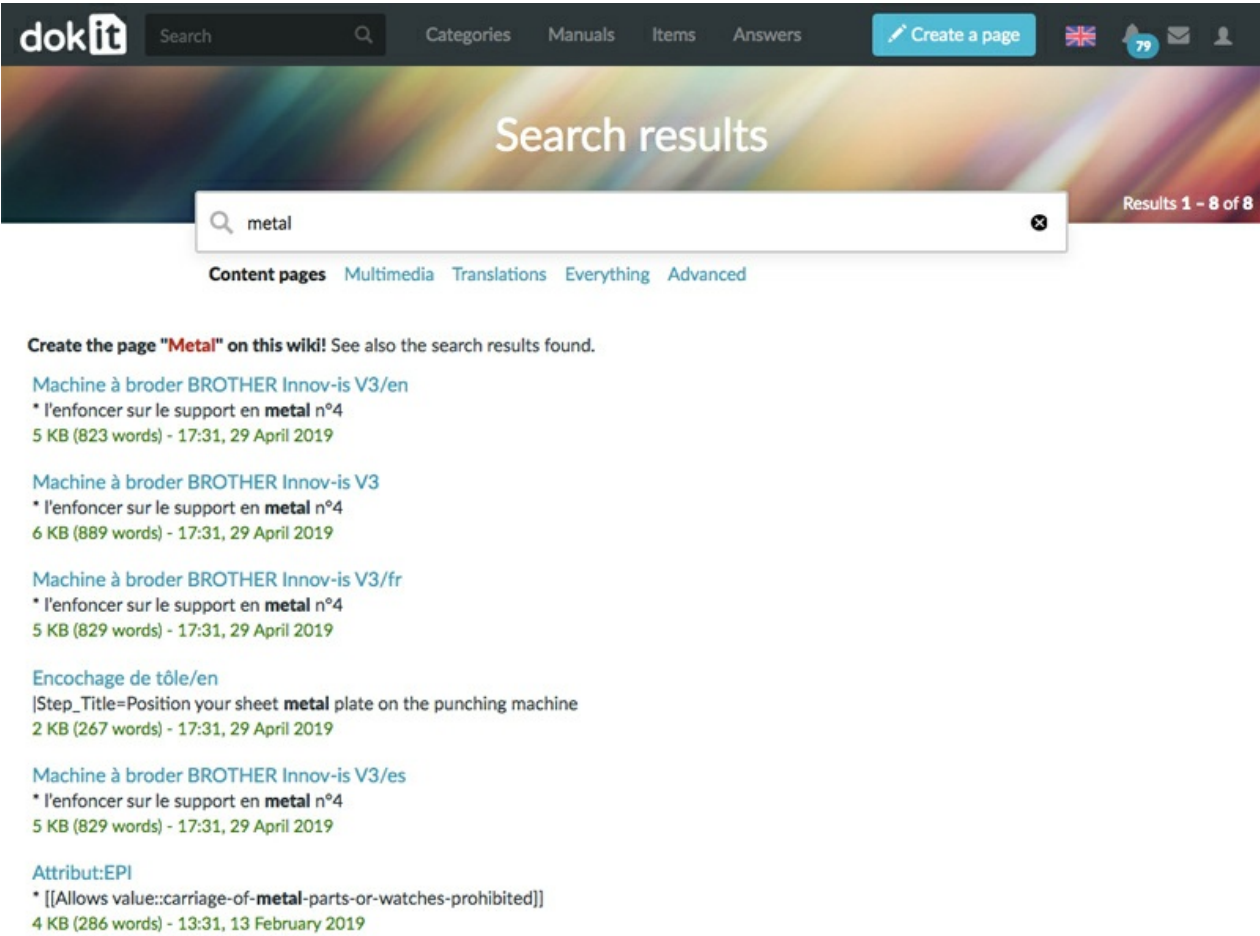 dokit
Search
Categories Manuals Items Answers
Create a page
79
Search results
Results 1 – 8 of 8
metal
Content pages Multimedia Translations Everything Advanced
Create the page "Metal" on this wiki! See also the search results found.
Machine à broder BROTHER Innov-is V3/en
* l'enfoncer sur le support en metal n°4
5 KB (823 words) - 17:31, 29 April 2019
Machine à broder BROTHER Innov-is V3
* l'enfoncer sur le support en metal n°4
6 KB (889 words) - 17:31, 29 April 2019
Machine à broder BROTHER Innov-is V3/fr
* l'enfoncer sur le support en metal n°4
5 KB (829 words) - 17:31, 29 April 2019
Encochage de tôle/en
|Step_Title=Position your sheet metal plate on the punching machine
2 KB (267 words) - 17:31, 29 April 2019
Machine à broder BROTHER Innov-is V3/es
* l'enfoncer sur le support en metal n°4
5 KB (829 words) - 17:31, 29 April 2019
Attribut:EPI
* [[Allows value::carriage-of-metal-parts-or-watches-prohibited]]
4 KB (286 words) - 13:31, 13 February 2019